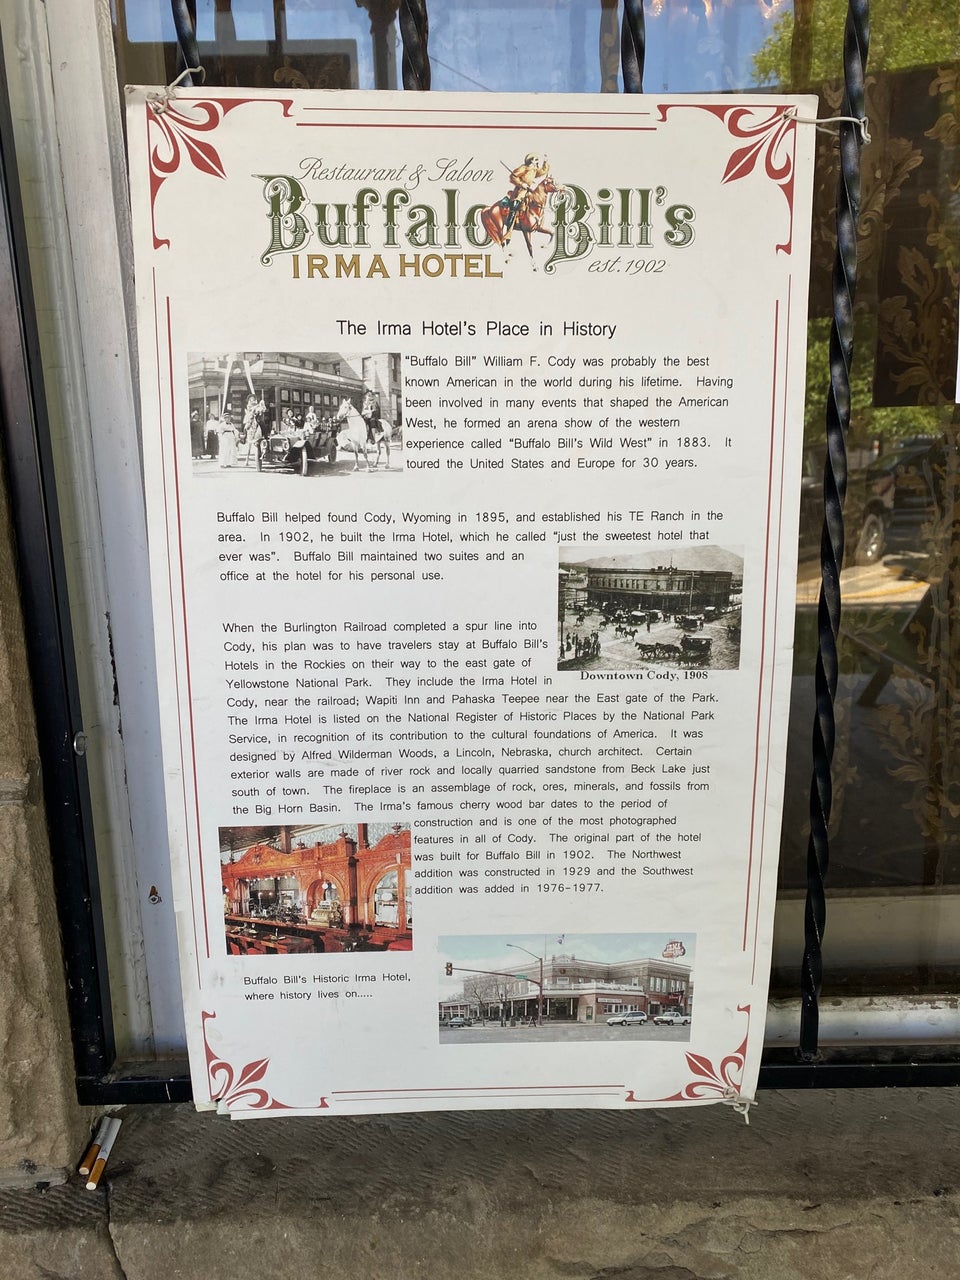 Restaurant & Saloon
Buffalo Bill's
IRMA HOTEL
est. 1902
The Irma Hotel's Place in History
"Buffalo Bill" William F. Cody was probably the best
known American in the world during his lifetime. Having
been involved in many events that shaped the American
West, he formed an arena show of the western
experience called "Buffalo Bill's Wild West" in 1883. It
toured the United States and Europe for 30 years.
Buffalo Bill helped found Cody, Wyoming in 1895, and established his TE Ranch in the
area. In 1902, he built the Irma Hotel, which he called "just the sweetest hotel that
ever was". Buffalo Bill maintained two suites and an
office at the hotel for his personal use.
When the Burlington Railroad completed a spur line into
Cody, his plan was to have travelers stay at Buffalo Bill's
Hotels in the Rockies on their way to the east gate of
Yellowstone National Park. They include the Irma Hotel in
Downtown Cody, 1908
Cody, near the railroad; Wapiti Inn and Pahaska Teepee near the East gate of the Park.
The Irma Hotel is listed on the National Register of Historic Places by the National Park
Service, in recognition of its contribution to the cultural foundations of America. It was
designed by Alfred Wilderman Woods, a Lincoln, Nebraska, church architect. Certain
exterior walls are made of river rock and locally quarried sandstone from Beck Lake just
south of town. The fireplace is an assemblage of rock, ores, minerals, and fossils from
the Big Horn Basin. The Irma's famous cherry wood bar dates to the period of
construction and is one of the most photographed
features in all of Cody. The original part of the hotel
was built for Buffalo Bill in 1902. The Northwest
addition was constructed in 1929 and the Southwest
addition was added in 1976-1977.
Buffalo Bill's Historic Irma Hotel,
where history lives on.....
IRMA